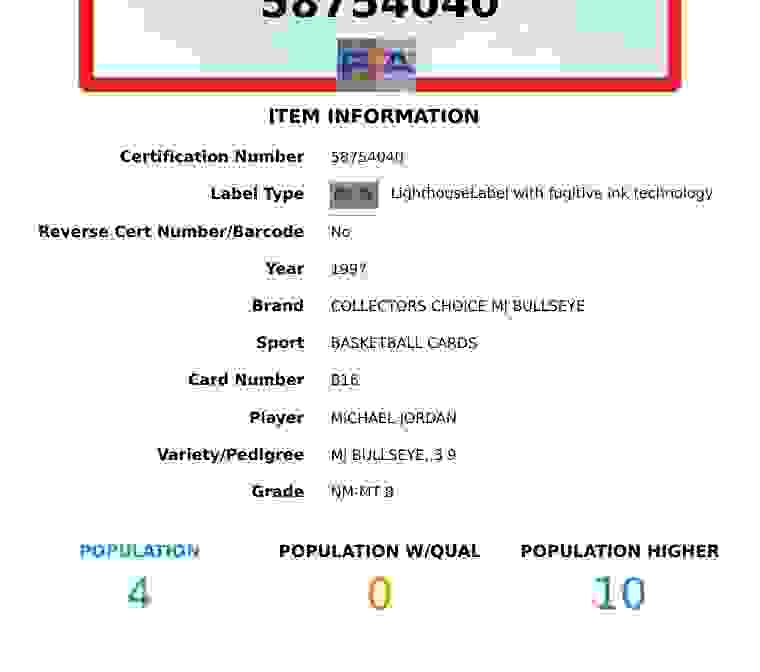 58754040
PSA
ITEM INFORMATION
Certification Number 58754040
Label Type LighthouseLabel with fugitive ink technology
Reverse Cert Number/Barcode No
Year 1997
Brand COLLECTORS CHOICE MJ BULLSEYE
Sport BASKETBALL CARDS
Card Number B16
Player MICHAEL JORDAN
Variety/Pedigree MJ BULLSEYE, 3 9
Grade NM-MT 8
POPULATION POPULATION W/QUAL POPULATION HIGHER
4 0 10